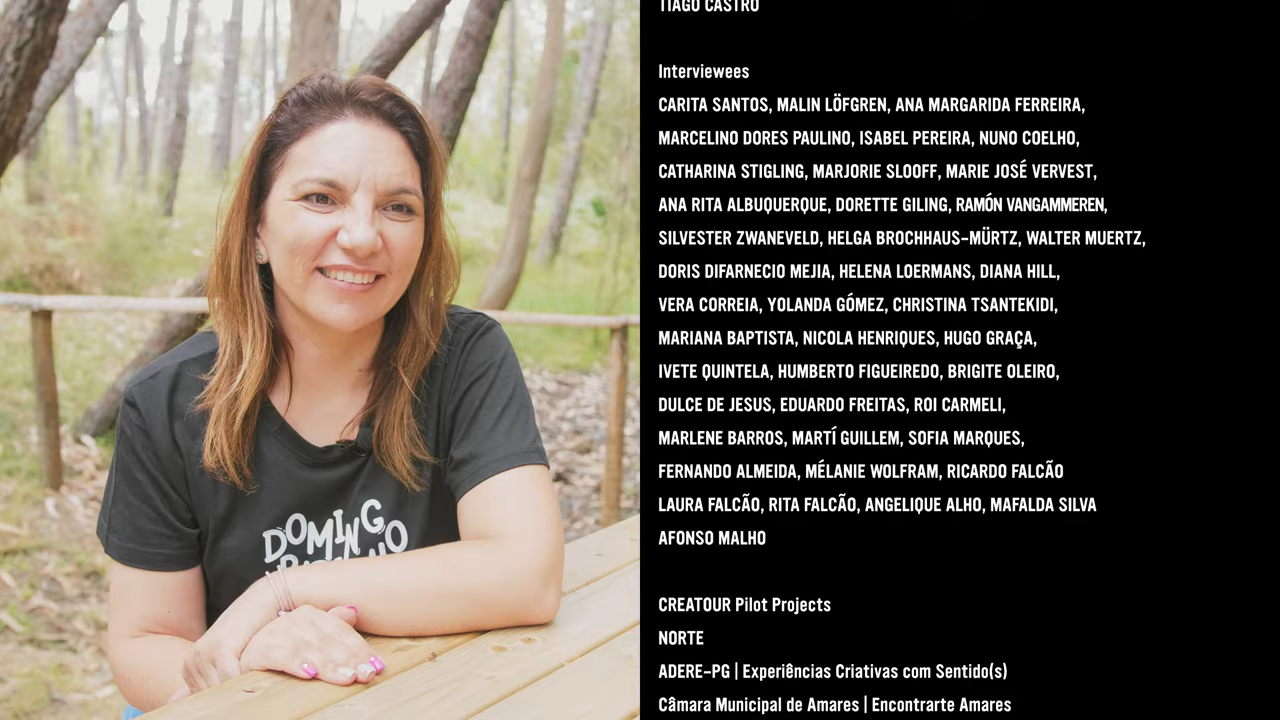 DOMINGO
TIAGO CASTRO
Interviewees
CARITA SANTOS, MALIN LÖFGREN, ANA MARGARIDA FERREIRA,
MARCELINO DORES PAULINO, ISABEL PEREIRA, NUNO COELHO,
CATHARINA STIGLING, MARJORIE SLOOFF, MARIE JOSÉ VERVEST,
ANA RITA ALBUQUERQUE, DORETTE GILING, RAMÓN VANGAMMEREN,
SILVESTER ZWANEVELD, HELGA BROCHHAUS-MÜRTZ, WALTER MUERTZ,
DORIS DIFARNECIO MEJIA, HELENA LOERMANS, DIANA HILL,
VERA CORREIA, YOLANDA GÓMEZ, CHRISTINA TSANTEKIDI,
MARIANA BAPTISTA, NICOLA HENRIQUES, HUGO GRAÇA,
IVETE QUINTELA, HUMBERTO FIGUEIREDO, BRIGITE OLEIRO,
DULCE DE JESUS, EDUARDO FREITAS, ROI CARMELI,
MARLENE BARROS, MARTÍ GUILLEM, SOFIA MARQUES,
FERNANDO ALMEIDA, MÉLANIE WOLFRAM, RICARDO FALCÃO
LAURA FALCÃO, RITA FALCÃO, ANGELIQUE ALHO, MAFALDA SILVA
AFONSO MALHO
CREATOUR Pilot Projects
NORTE
ADERE-PG | Experiências Criativas com Sentido(s)
Câmara Municipal de Amares | Encontrarte Amares